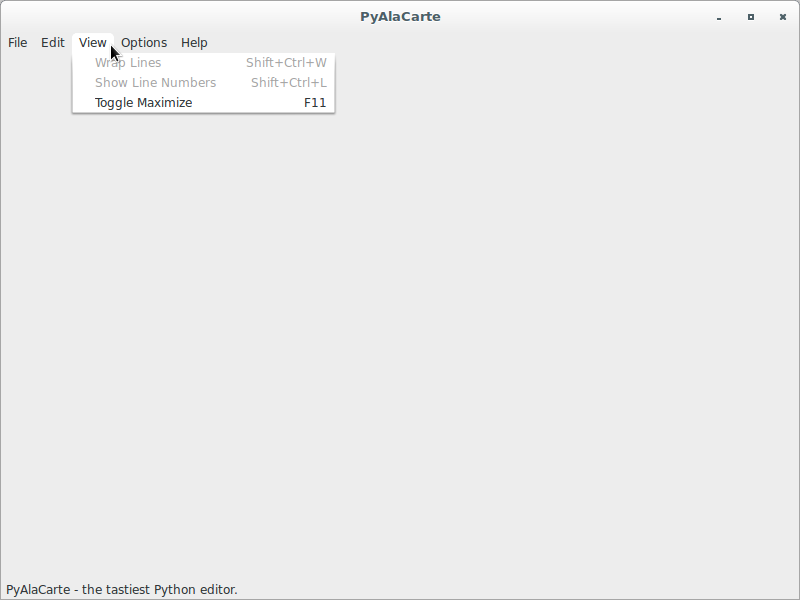 PyAlaCarte
File Edit View Options Help
Wrap Lines Shift+Ctrl+W
Show Line Numbers Shift+Ctrl+L
Toggle Maximize F11
PyAlaCarte - the tastiest Python editor.